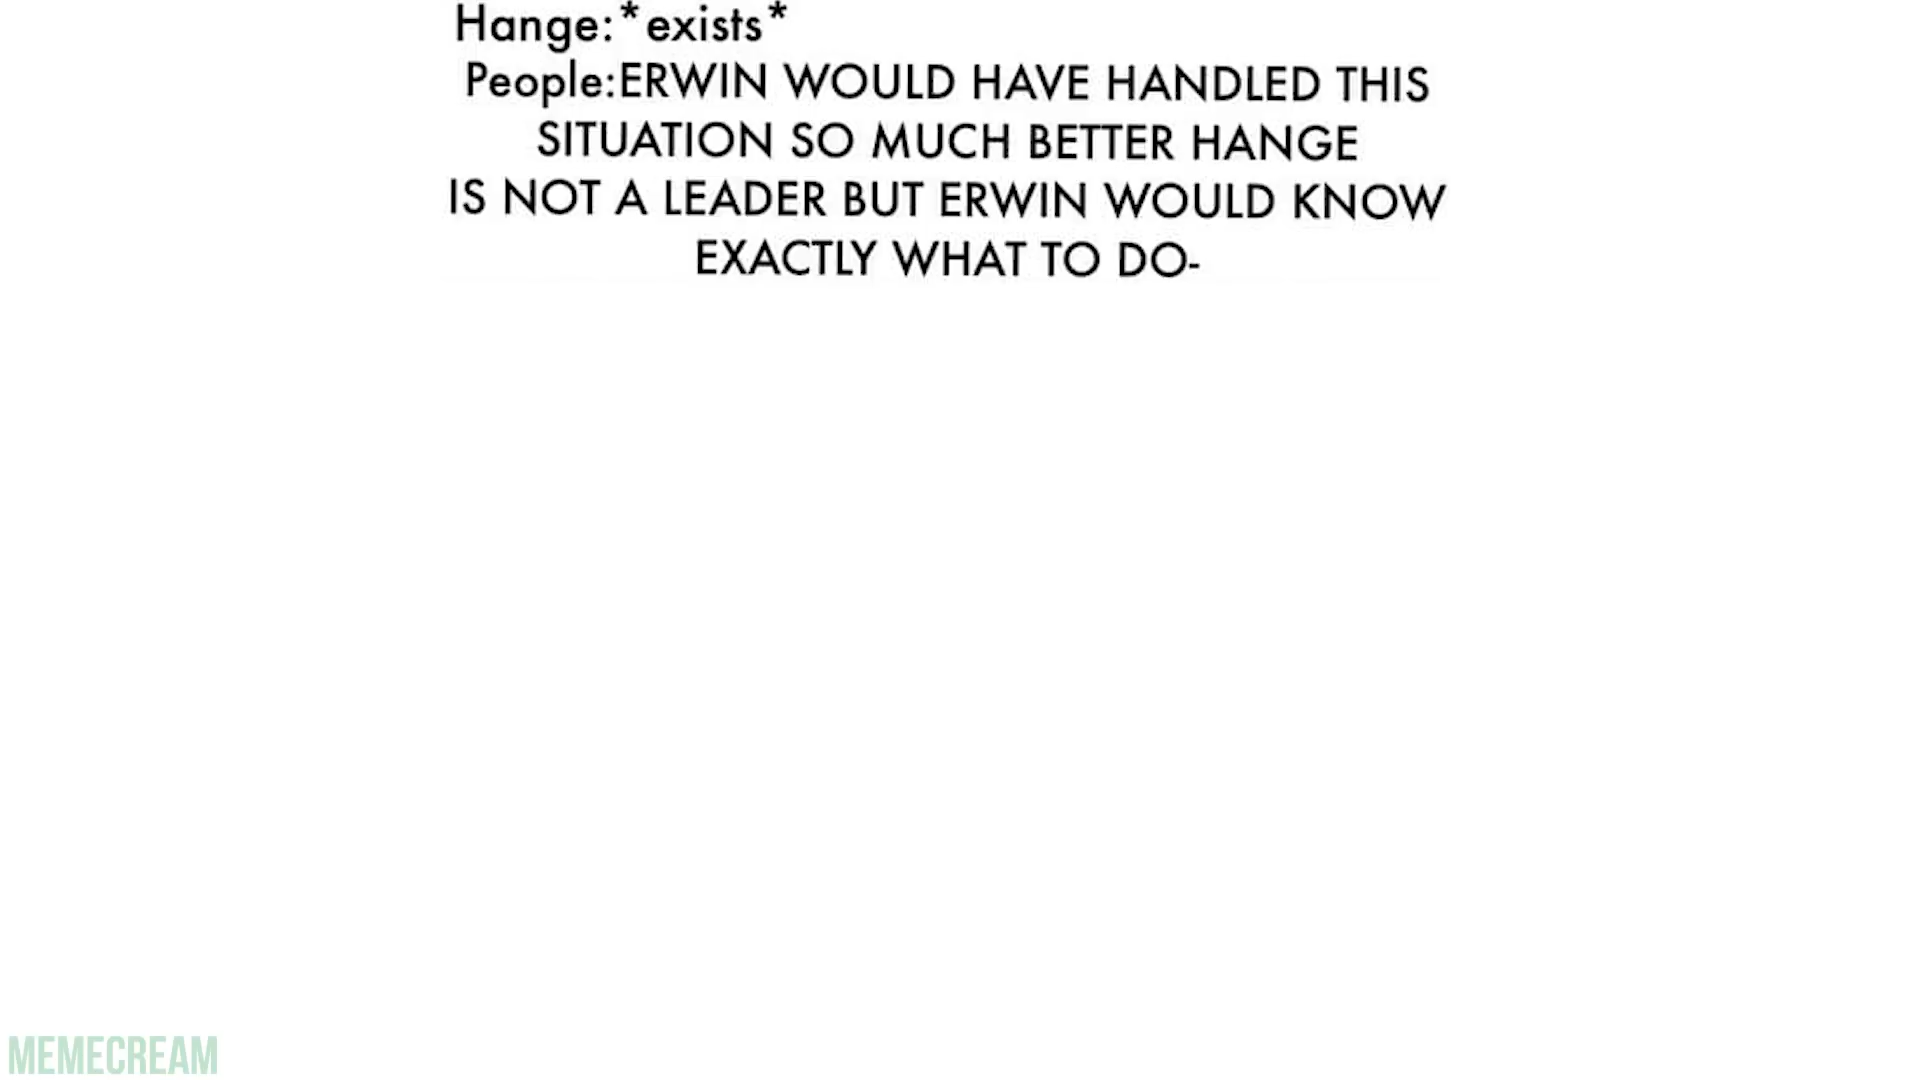 Hange:*exists*
People:ERWIN WOULD HAVE HANDLED THIS
SITUATION SO MUCH BETTER HANGE
IS NOT A LEADER BUT ERWIN WOULD KNOW
EXACTLY WHAT TO DO-
MEMECREAM